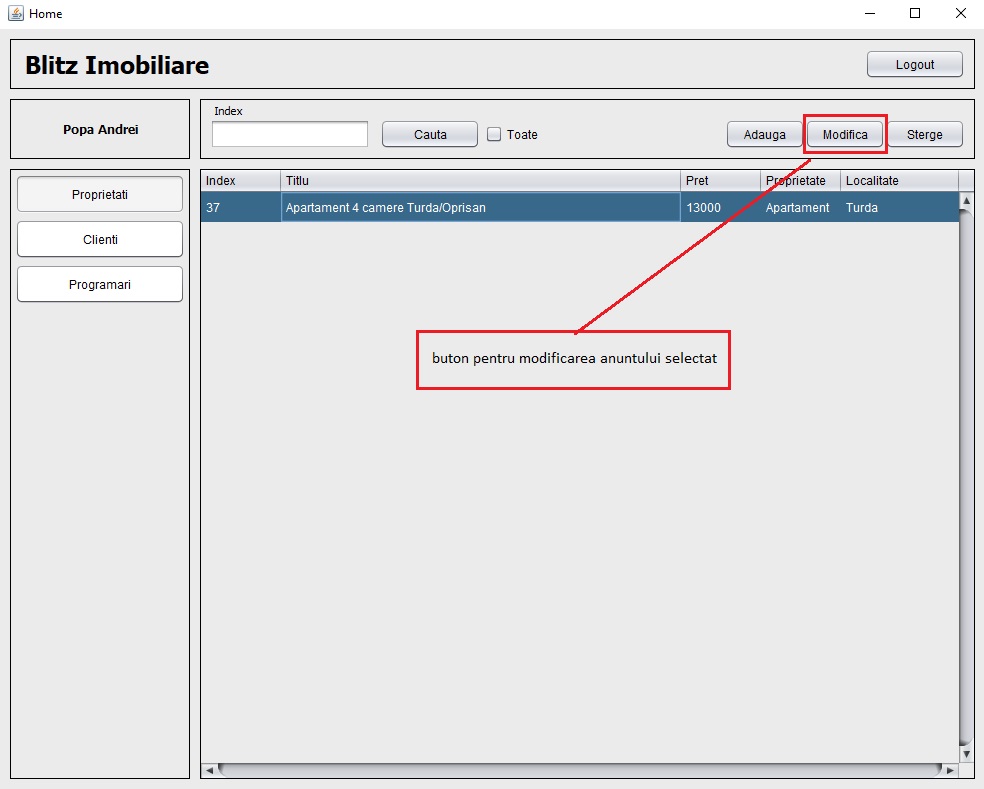 Home
Blitz Imobiliare
Logout
Popa Andrei
Index
Cauta
Toate
Adauga
Modifica
Sterge
Proprietati
Clienti
Programari
Index Titlu Pret Proprietate Localitate
37 Apartament 4 camere Turda/Oprisan 13000 Apartament Turda
buton pentru modificarea anuntului selectat